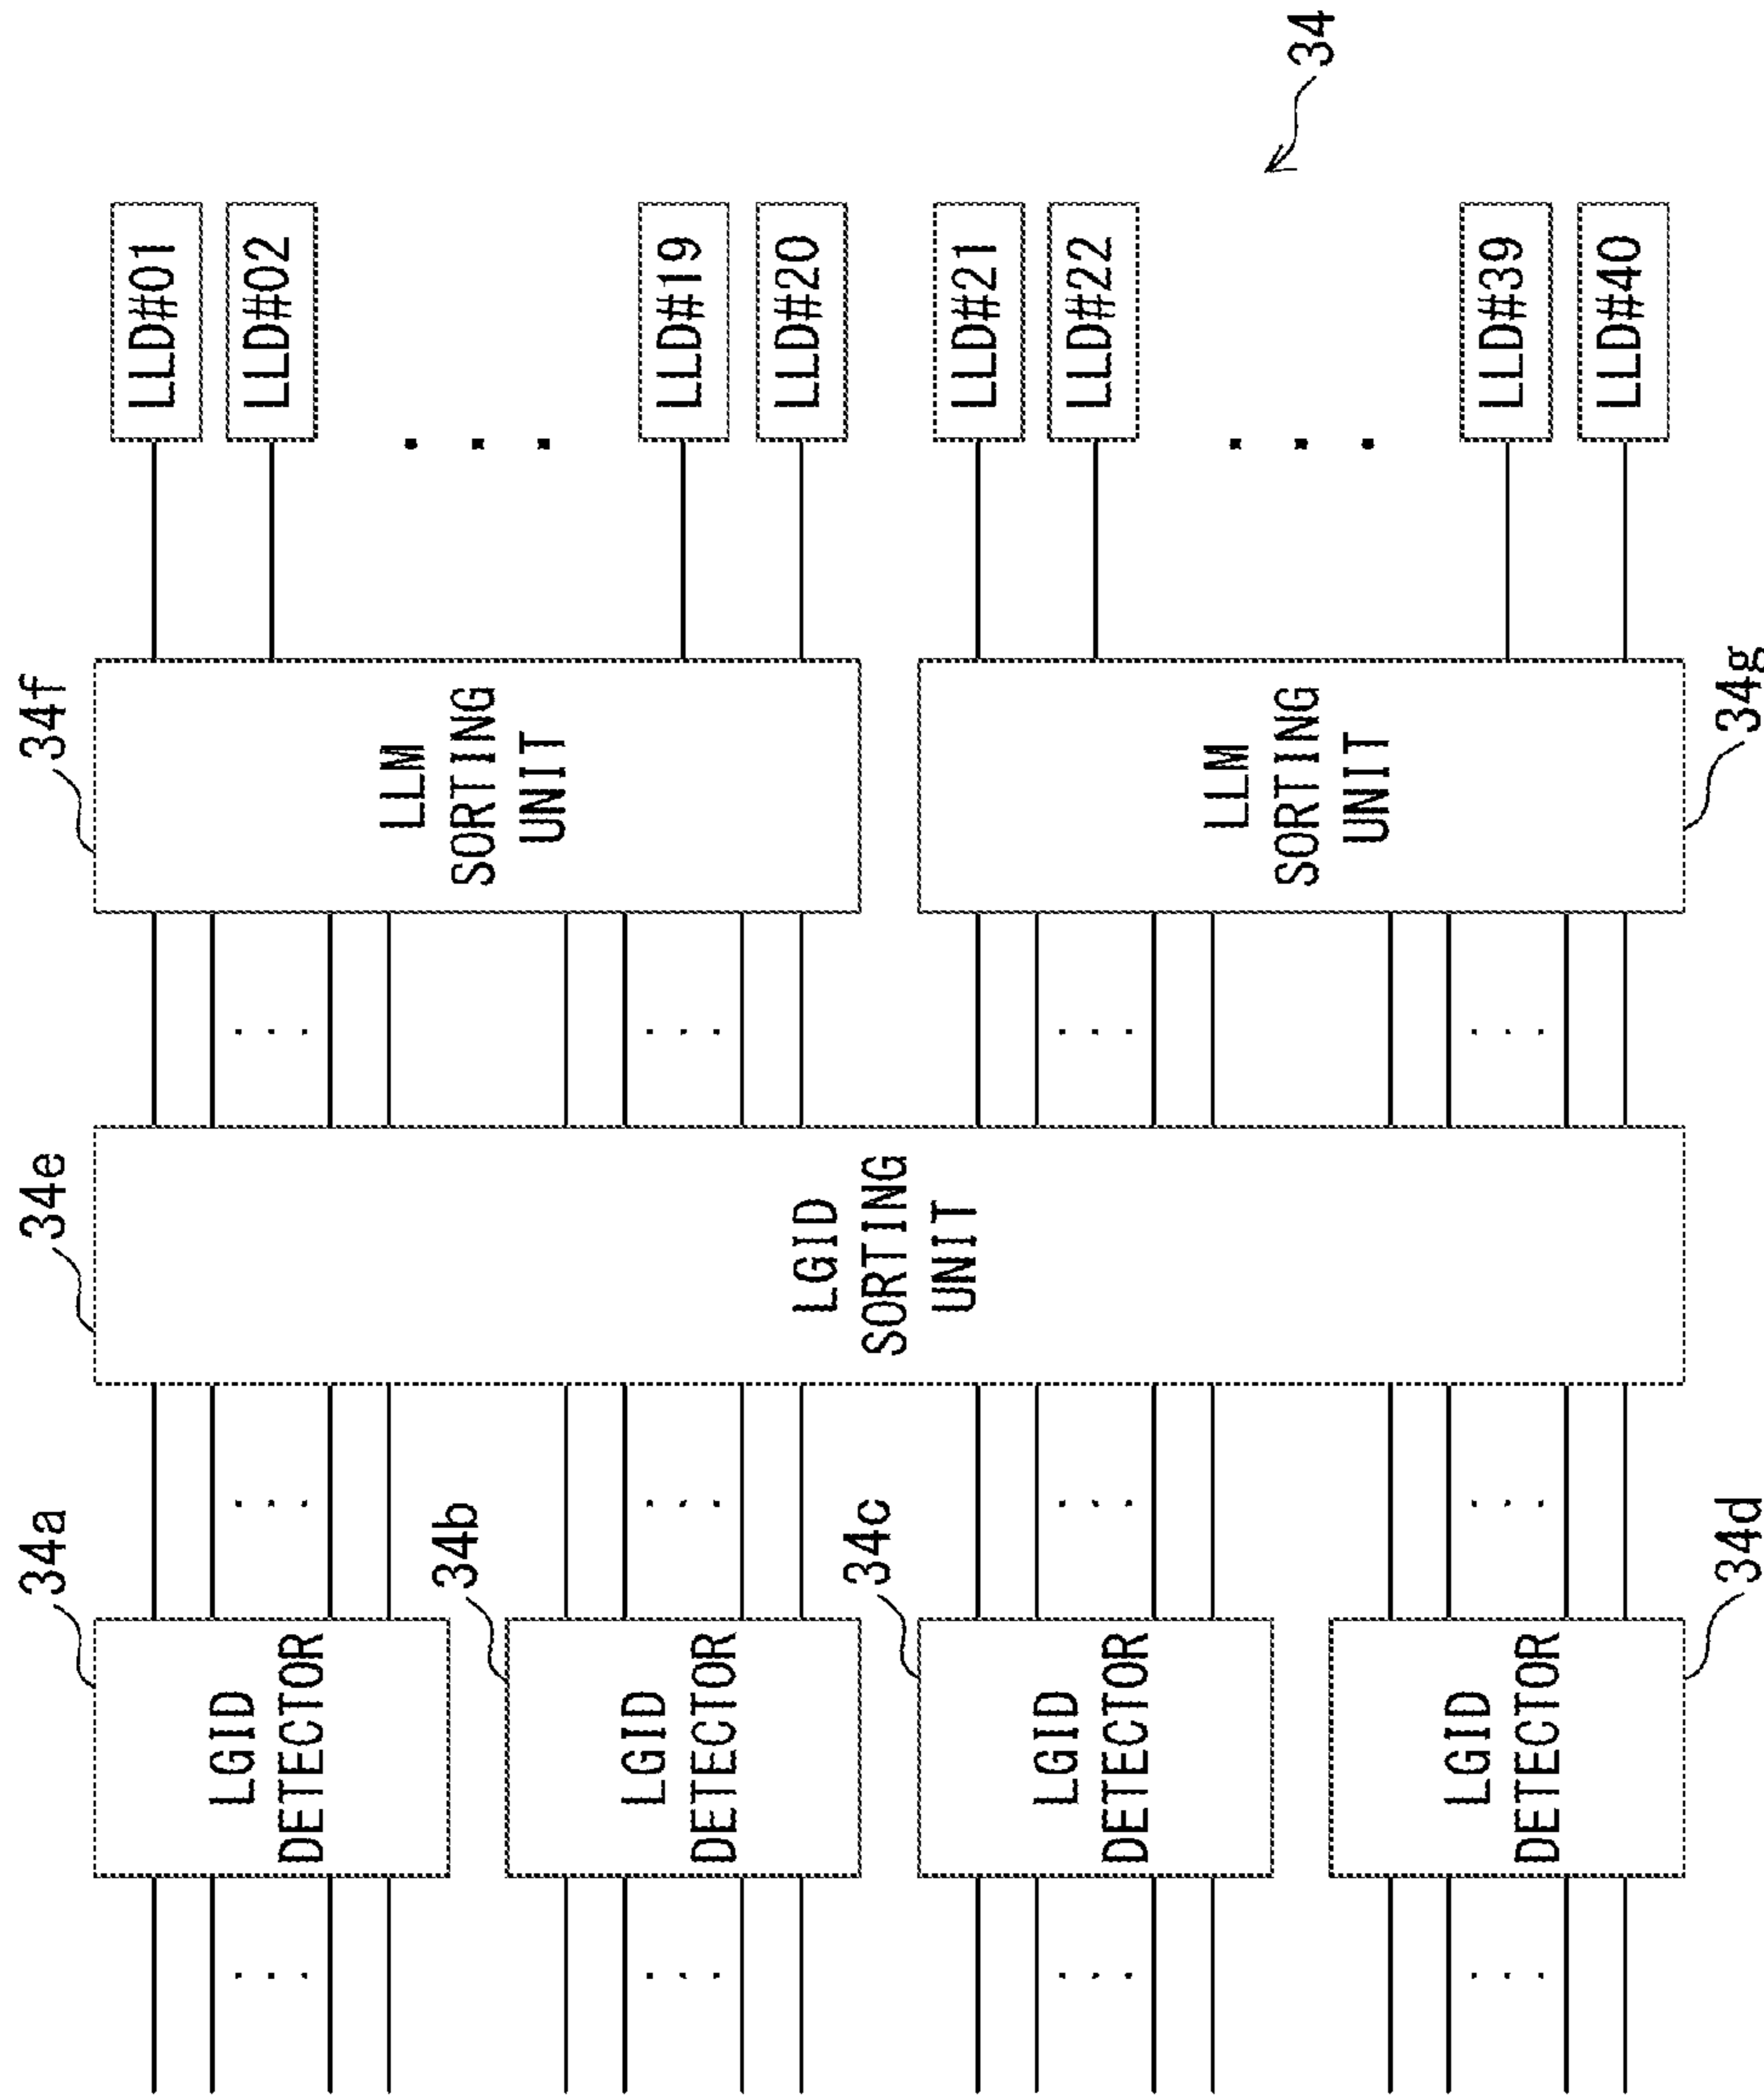 34a
LGID
DETECTOR
34b
LGID
DETECTOR
34c
LGID
DETECTOR
34d
LGID
DETECTOR
34e
LGID
SORTING
UNIT
34f
LLM
SORTING
UNIT
34g
LLM
SORTING
UNIT
LLD#01
LLD#02
...
LLD#19
LLD#20
LLD#21
LLD#22
...
LLD#39
LLD#40
34